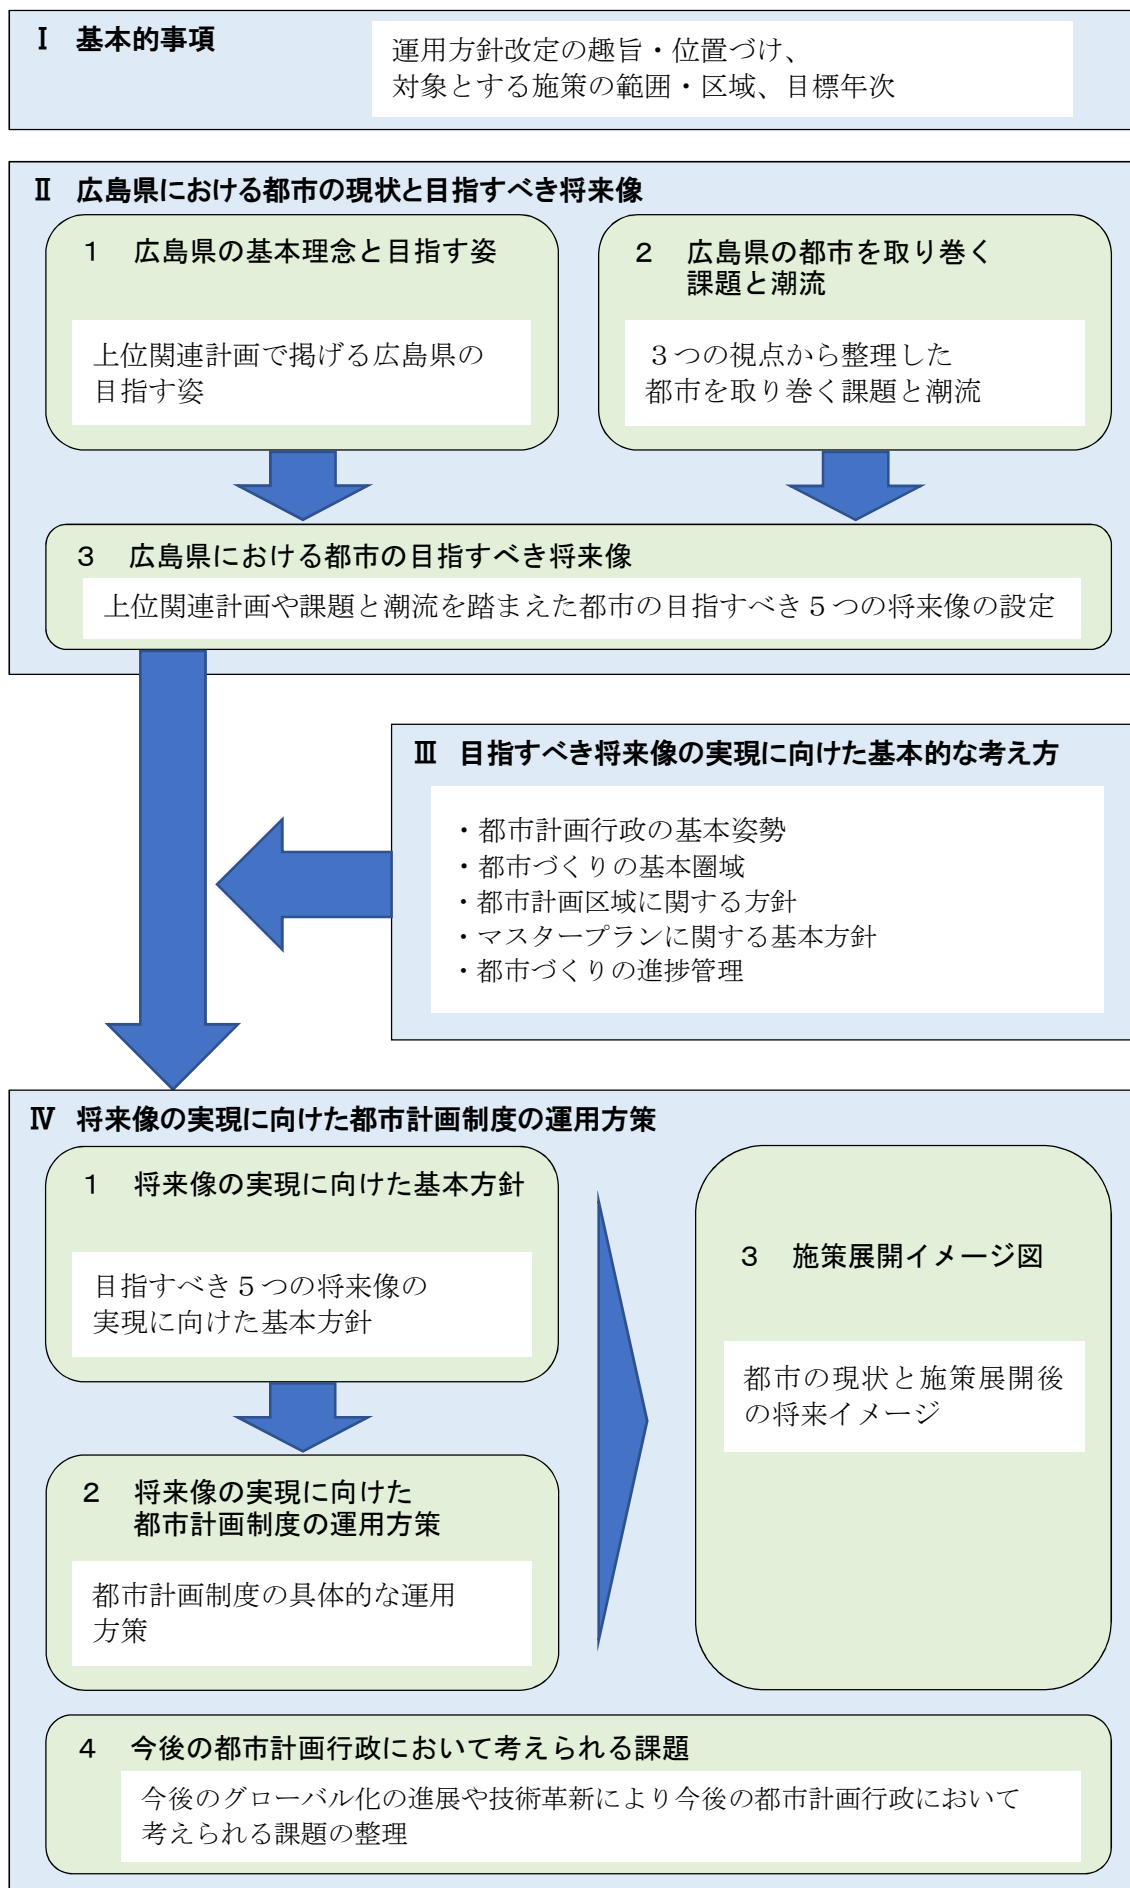 Ⅰ 基本的事項
運用方針改定の趣旨・位置づけ、
対象とする施策の範囲・区域、目標年次
Ⅱ 広島県における都市の現状と目指すべき将来像
１ 広島県の基本理念と目指す姿
上位関連計画で掲げる広島県の
目指す姿
２ 広島県の都市を取り巻く
課題と潮流
３つの視点から整理した
都市を取り巻く課題と潮流
３ 広島県における都市の目指すべき将来像
上位関連計画や課題と潮流を踏まえた都市の目指すべき５つの将来像の設定
Ⅲ 目指すべき将来像の実現に向けた基本的な考え方
・都市計画行政の基本姿勢
・都市づくりの基本圏域
・都市計画区域に関する方針
・マスタープランに関する基本方針
・都市づくりの進捗管理
Ⅳ 将来像の実現に向けた都市計画制度の運用方策
１ 将来像の実現に向けた基本方針
目指すべき５つの将来像の
実現に向けた基本方針
２ 将来像の実現に向けた
都市計画制度の運用方策
都市計画制度の具体的な運用
方策
３ 施策展開イメージ図
都市の現状と施策展開後
の将来イメージ
４ 今後の都市計画行政において考えられる課題
今後のグローバル化の進展や技術革新により今後の都市計画行政において
考えられる課題の整理